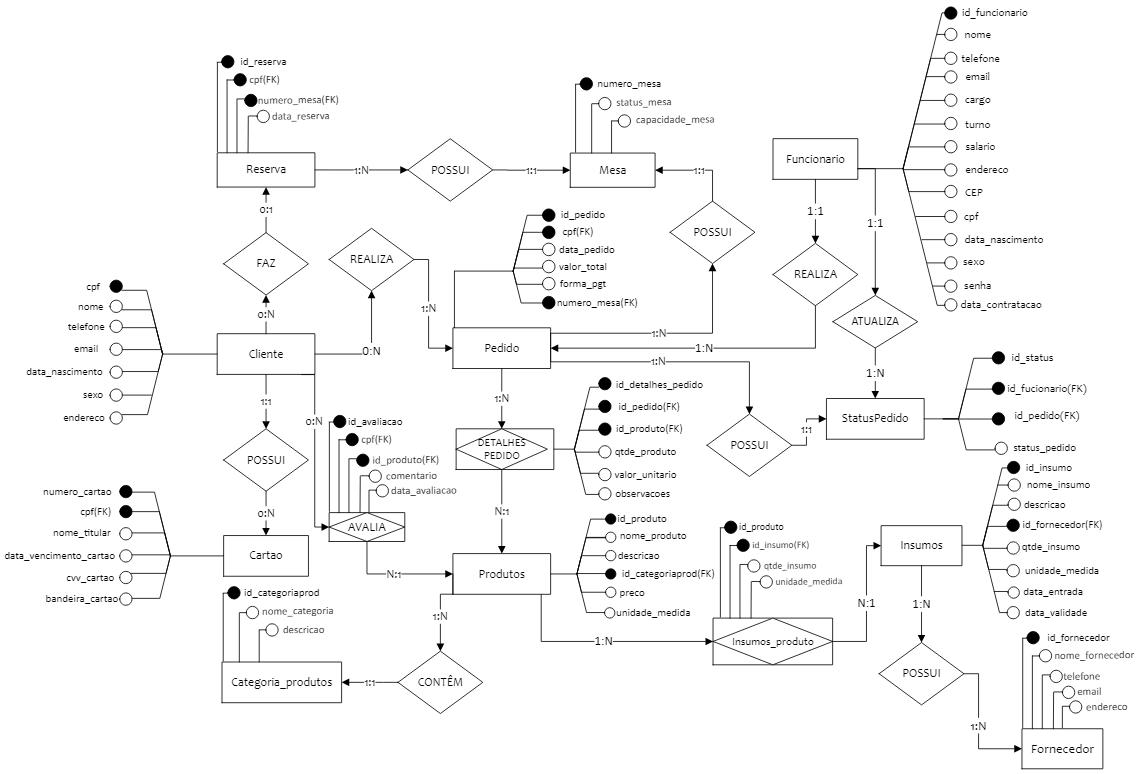 id_reserva
cpf(FK)
numero_mesa(FK)
data_reserva
Reserva
1:N
POSSUI
1:1
numero_mesa
status_mesa
capacidade_mesa
Mesa
1:1
POSSUI
1:N
Funcionario
id_funcionario
nome
telefone
email
cargo
turno
salario
endereco
CEP
cpf
data_nascimento
sexo
senha
data_contratacao
1:1
REALIZA
1:N
1:1
ATUALIZA
1:N
0:1
FAZ
0:N
REALIZA
0:N
1:N
id_pedido
cpf(FK)
data_pedido
valor_total
forma_pgt
numero_mesa(FK)
Pedido
1:N
POSSUI
1:1
cpf
nome
telefone
email
data_nascimento
sexo
endereco
Cliente
1:1
POSSUI
0:N
0:N
id_status
id_fucionario(FK)
id_pedido(FK)
status_pedido
StatusPedido
1:N
DETALHES
PEDIDO
N:1
id_detalhes_pedido
id_pedido(FK)
id_produto(FK)
qtde_produto
valor_unitario
observacoes
id_avaliacao
cpf(FK)
id_produto(FK)
comentario
data_avaliacao
AVALIA
N:1
numero_cartao
cpf(FK)
nome_titular
data_vencimento_cartao
cvv_cartao
bandeira_cartao
Cartao
Produtos
id_produto
nome_produto
descricao
id_categoriaprod(FK)
preco
unidade_medida
1:N
CONTÊM
1:1
id_categoriaprod
nome_categoria
descricao
Categoria_produtos
1:N
id_produto
id_insumo(FK)
qtde_insumo
unidade_medida
Insumos_produto
N:1
Insumos
id_insumo
nome_insumo
descricao
id_fornecedor(FK)
qtde_insumo
unidade_medida
data_entrada
data_validade
1:N
POSSUI
1:N
id_fornecedor
nome_fornecedor
telefone
email
endereco
Fornecedor